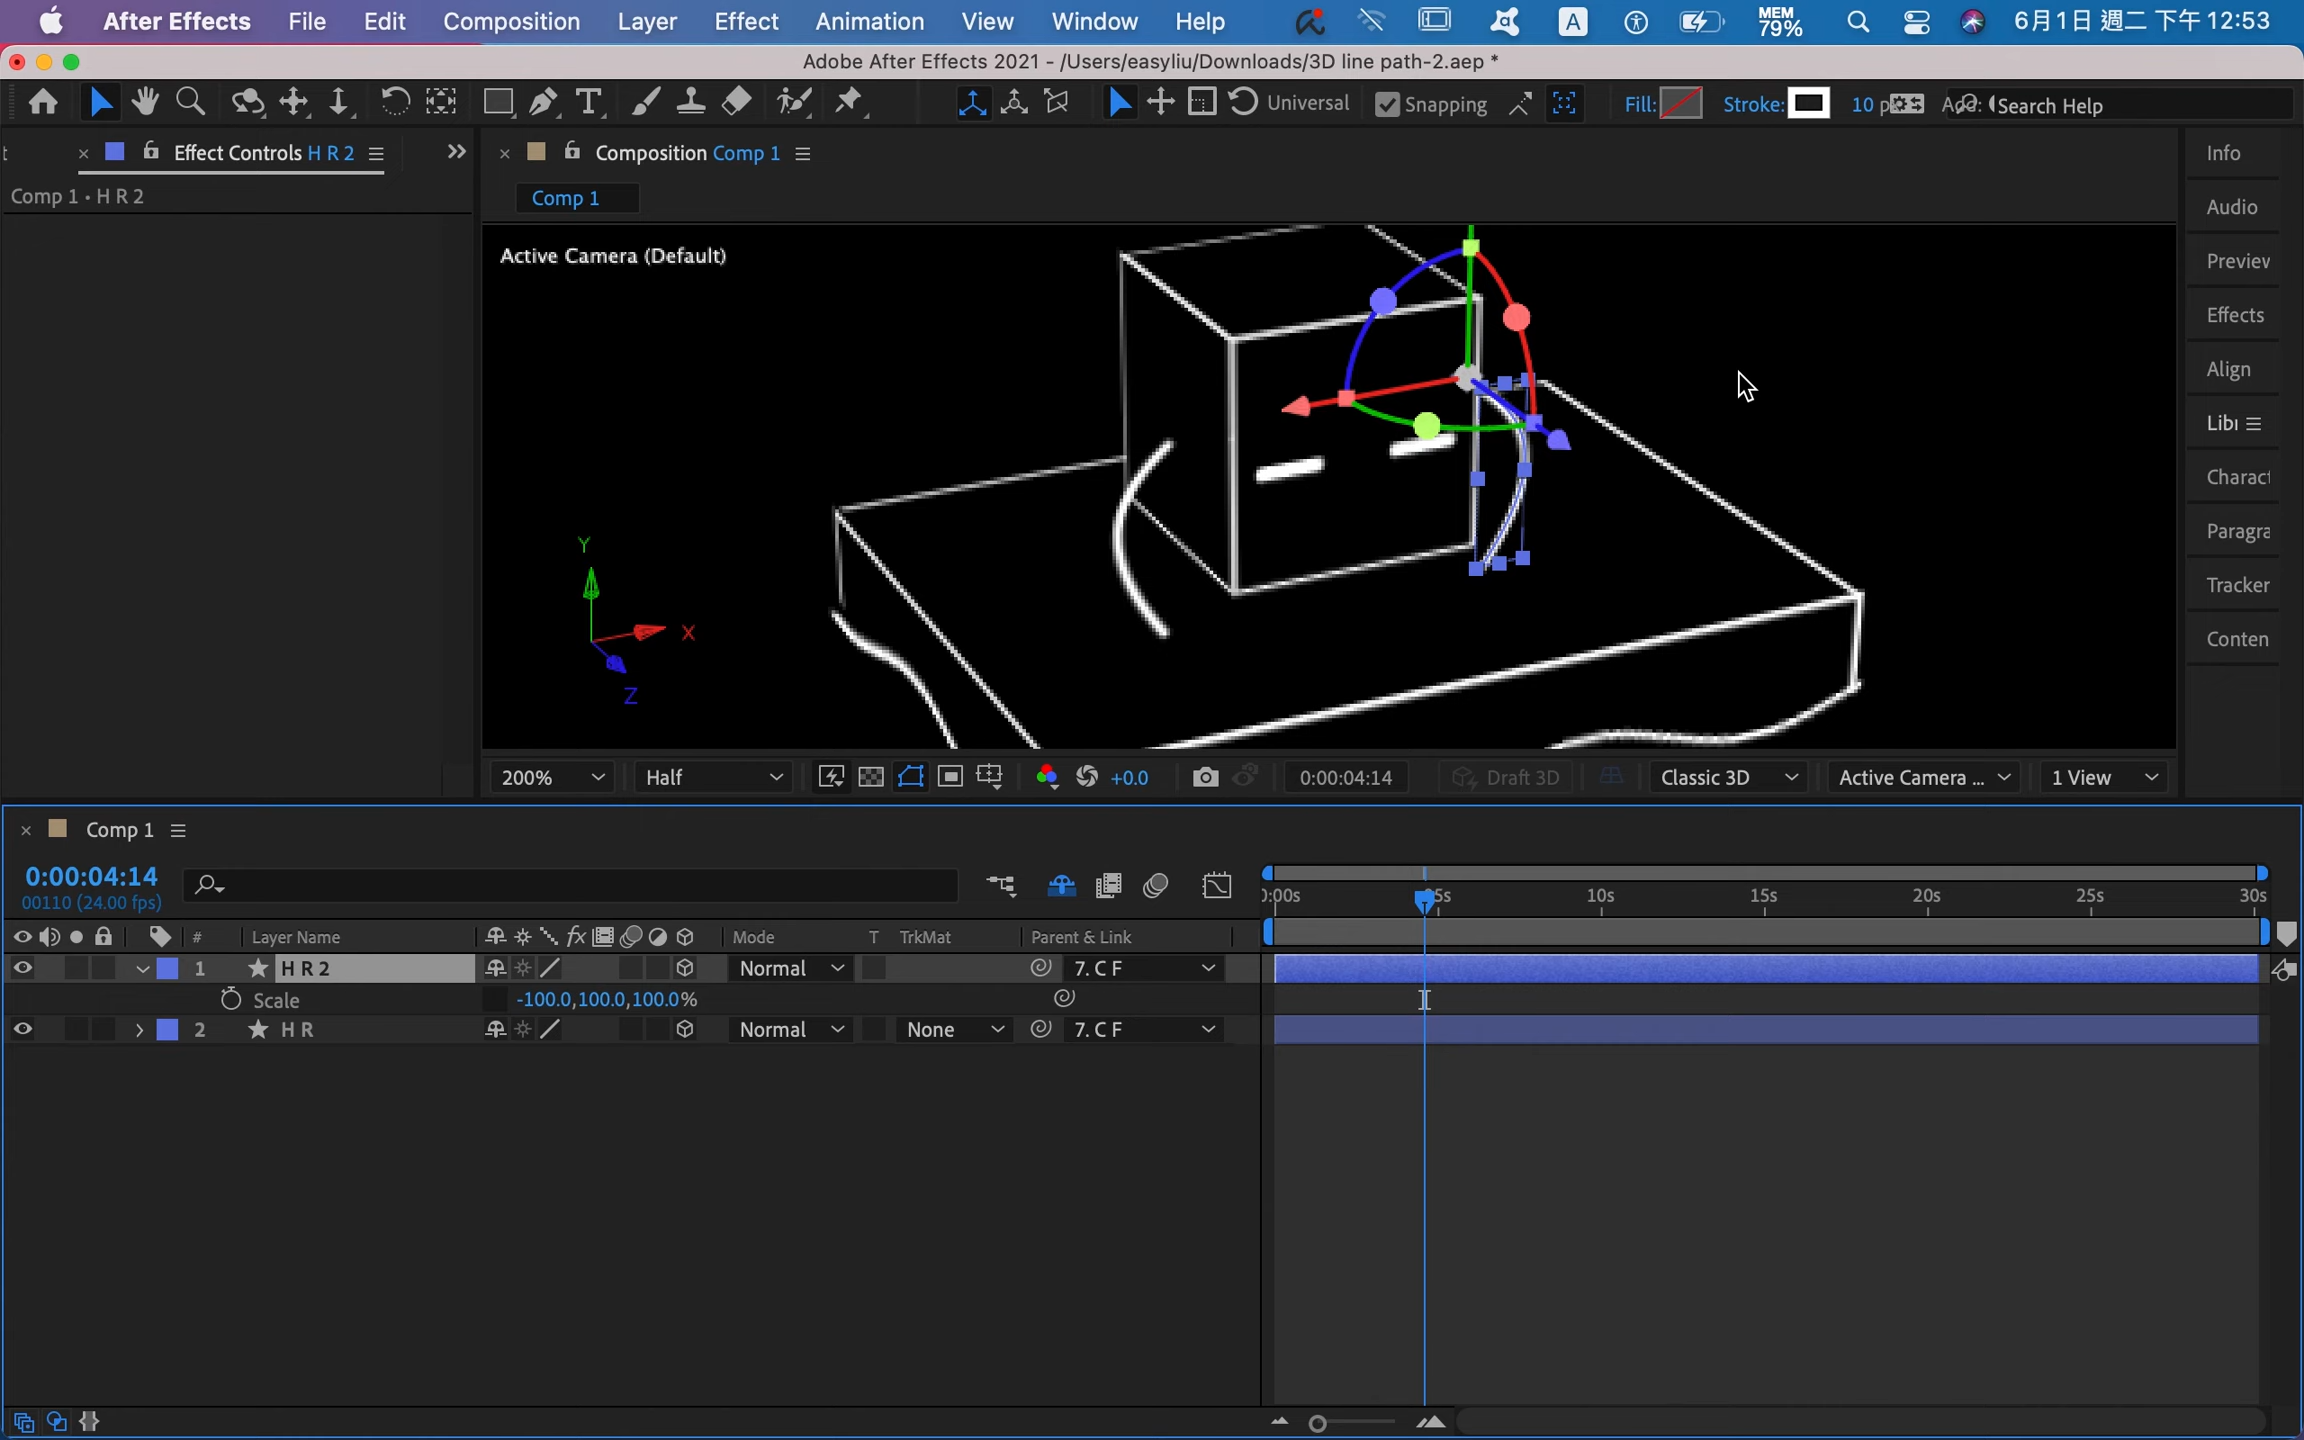 After Effects File Edit Composition Layer Effect Animation View Window Help A MEM 79% 6月1日 週二 下午 12:53
Adobe After Effects 2021 - /Users/easyliu/Downloads/3D line path-2.aep *
T Universal Snapping Fill: Stroke: 10 p Search Help
Effect Controls H R 2
Composition Comp 1
Comp 1 • H R 2
Comp 1
Active Camera (Default)
Y
X
Z
Info
Audio
Preview
Effects
Align
Libr
Charact
Paragra
Tracker
Conten
200% Half +0.0 0:00:04:14 Draft 3D Classic 3D Active Camera ... 1 View
Comp 1
0:00:04:14
00110 (24.00 fps)
0:00s 05s 10s 15s 20s 25s 30s
# Layer Name fx Mode T TrkMat Parent & Link
1 H R 2 Normal 7. C F
Scale -100.0,100.0,100.0%
2 H R Normal None 7. C F